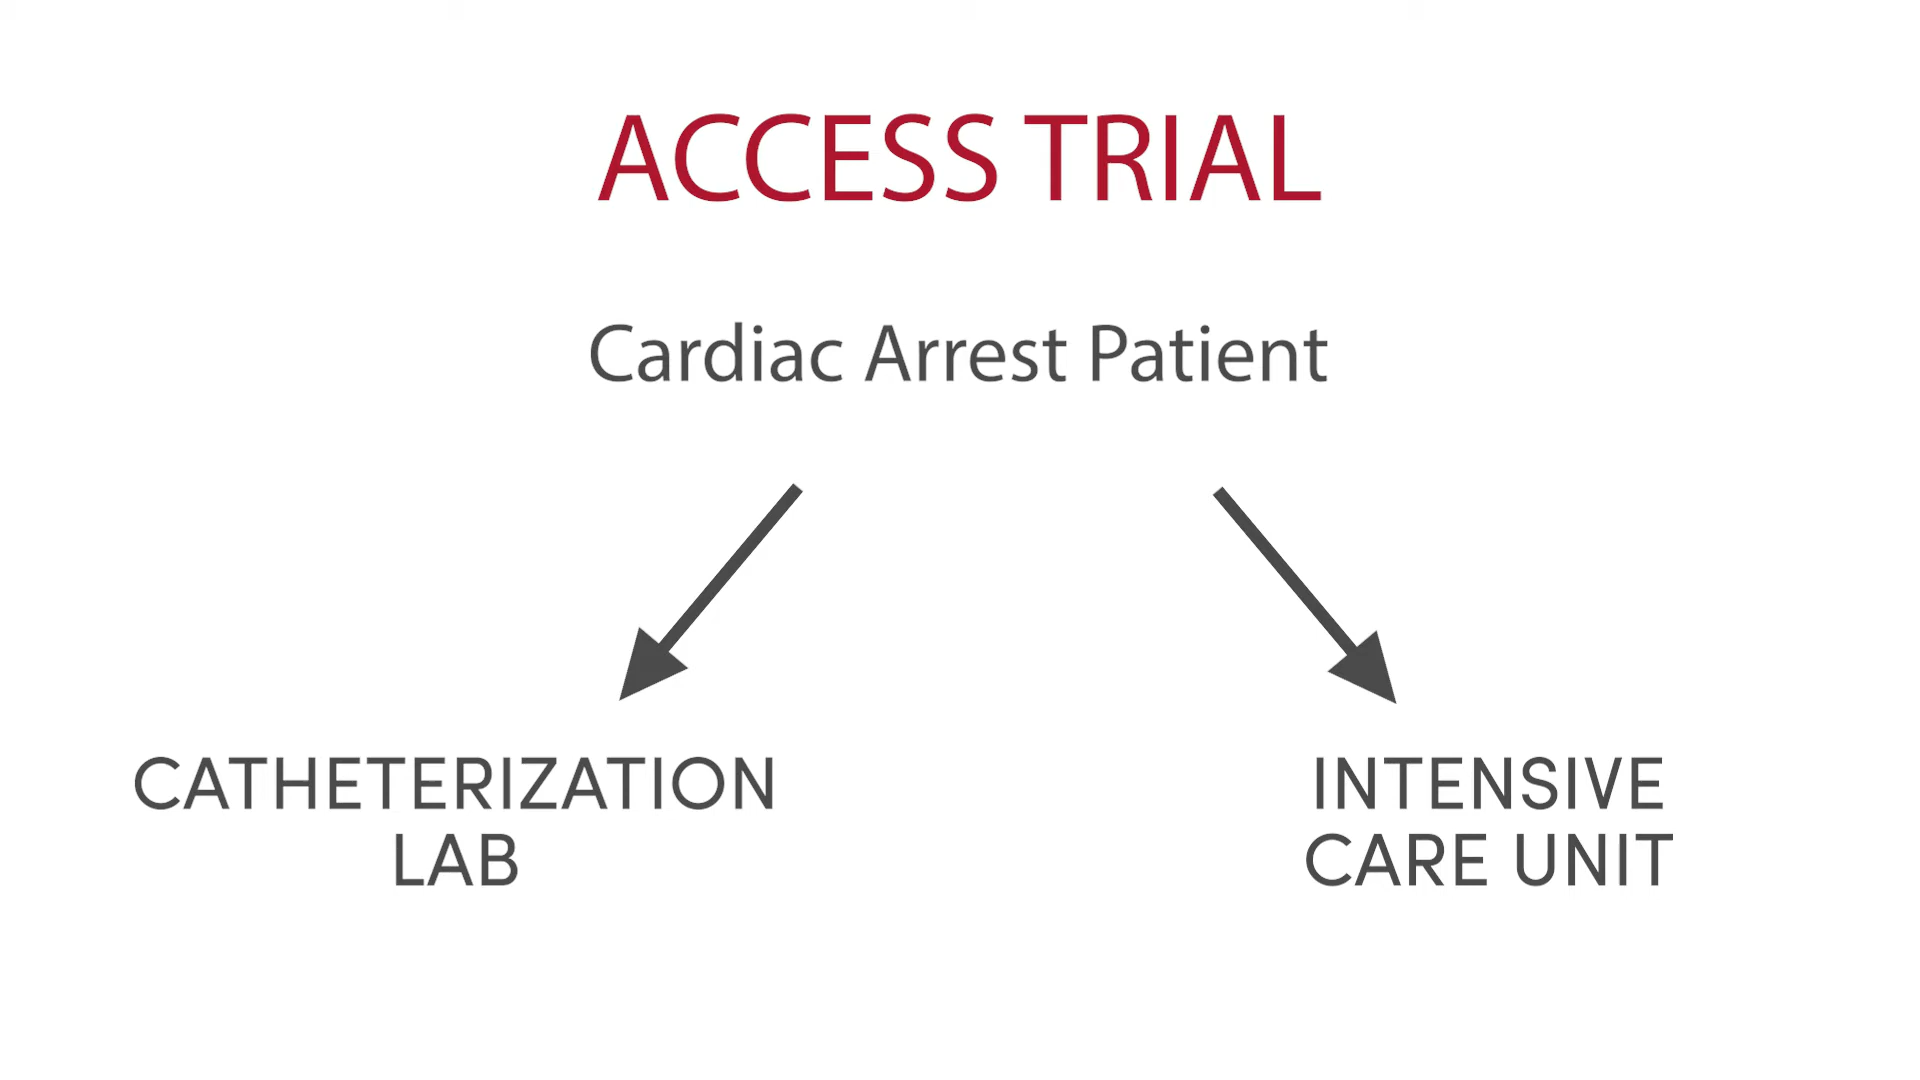 ACCESS TRIAL
Cardiac Arrest Patient
CATHETERIZATION
LAB
INTENSIVE
CARE UNIT